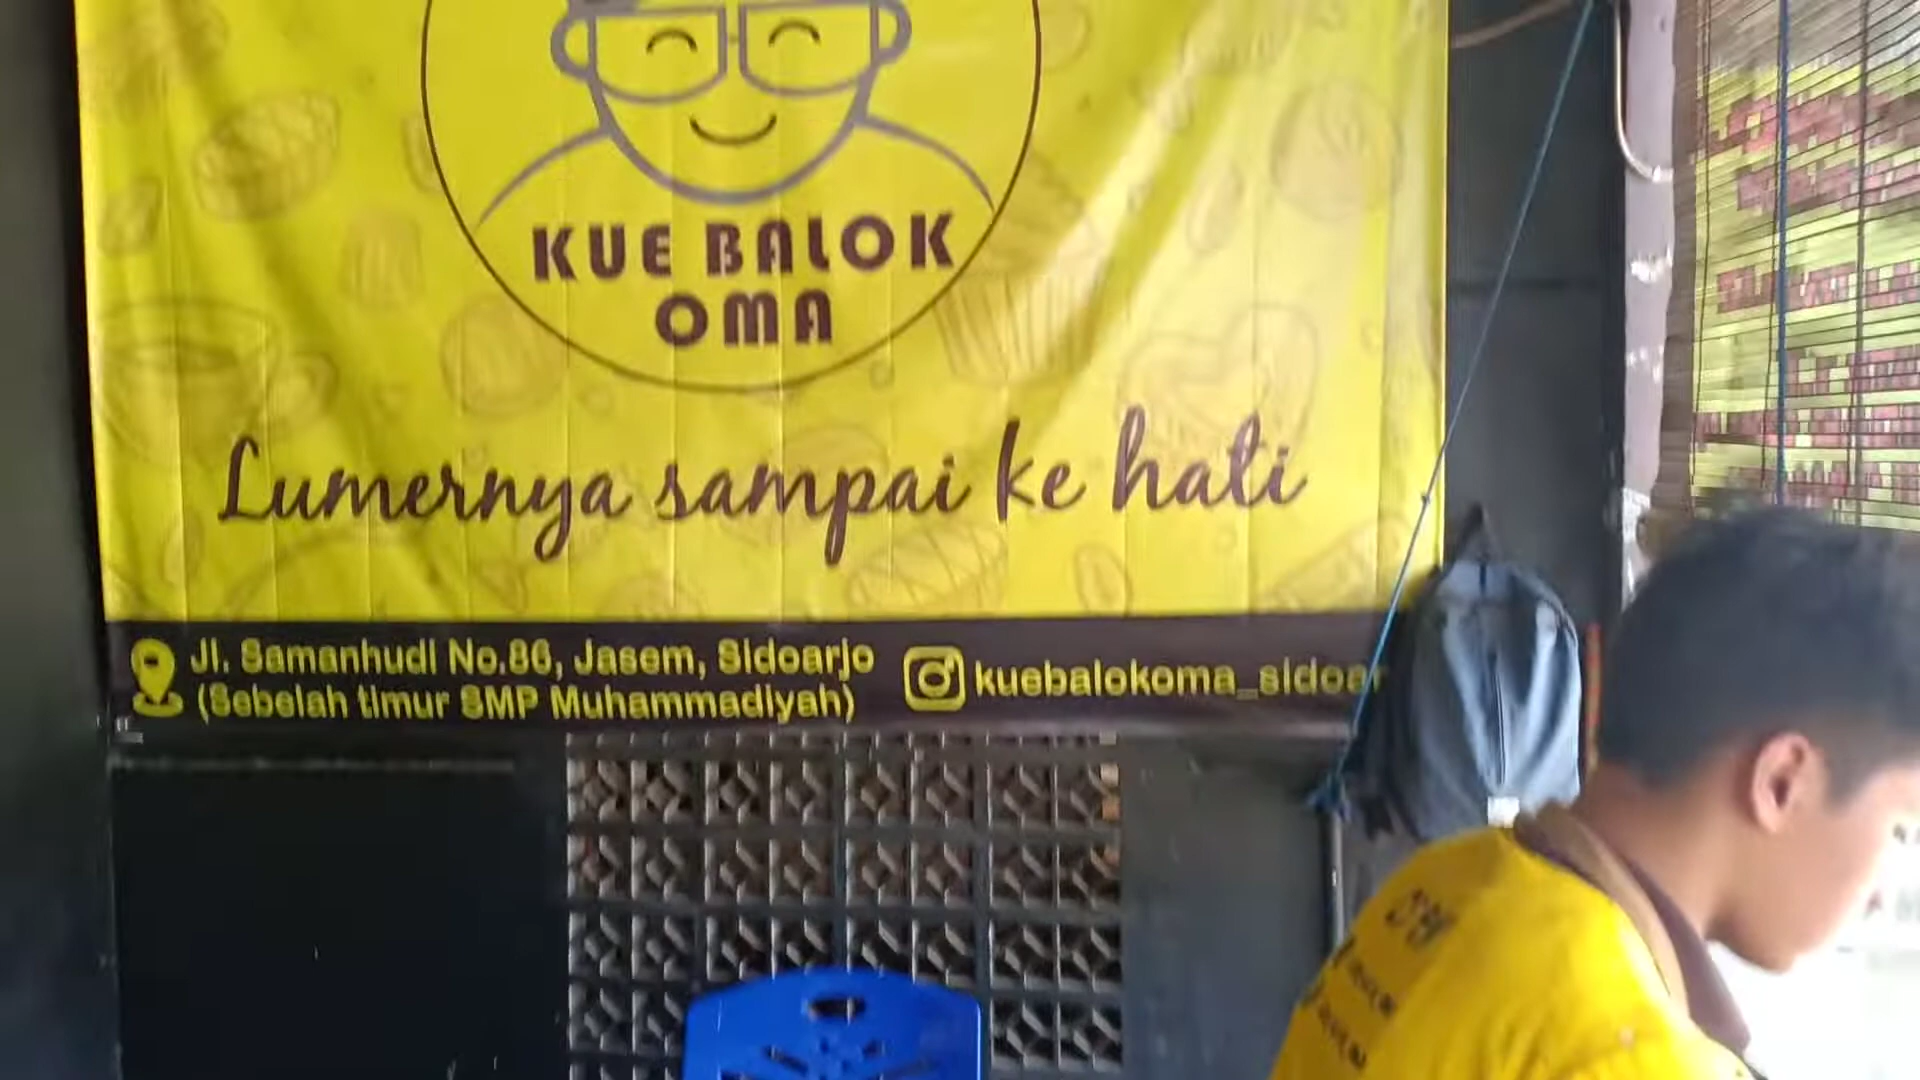 KUE BALOK
OMA
Lumernya sampai ke hati
Jl. Samanhudi No.86, Jasem, Sidoarjo
(Sebelah timur SMP Muhammadiyah)
kuebalokoma_sidoar